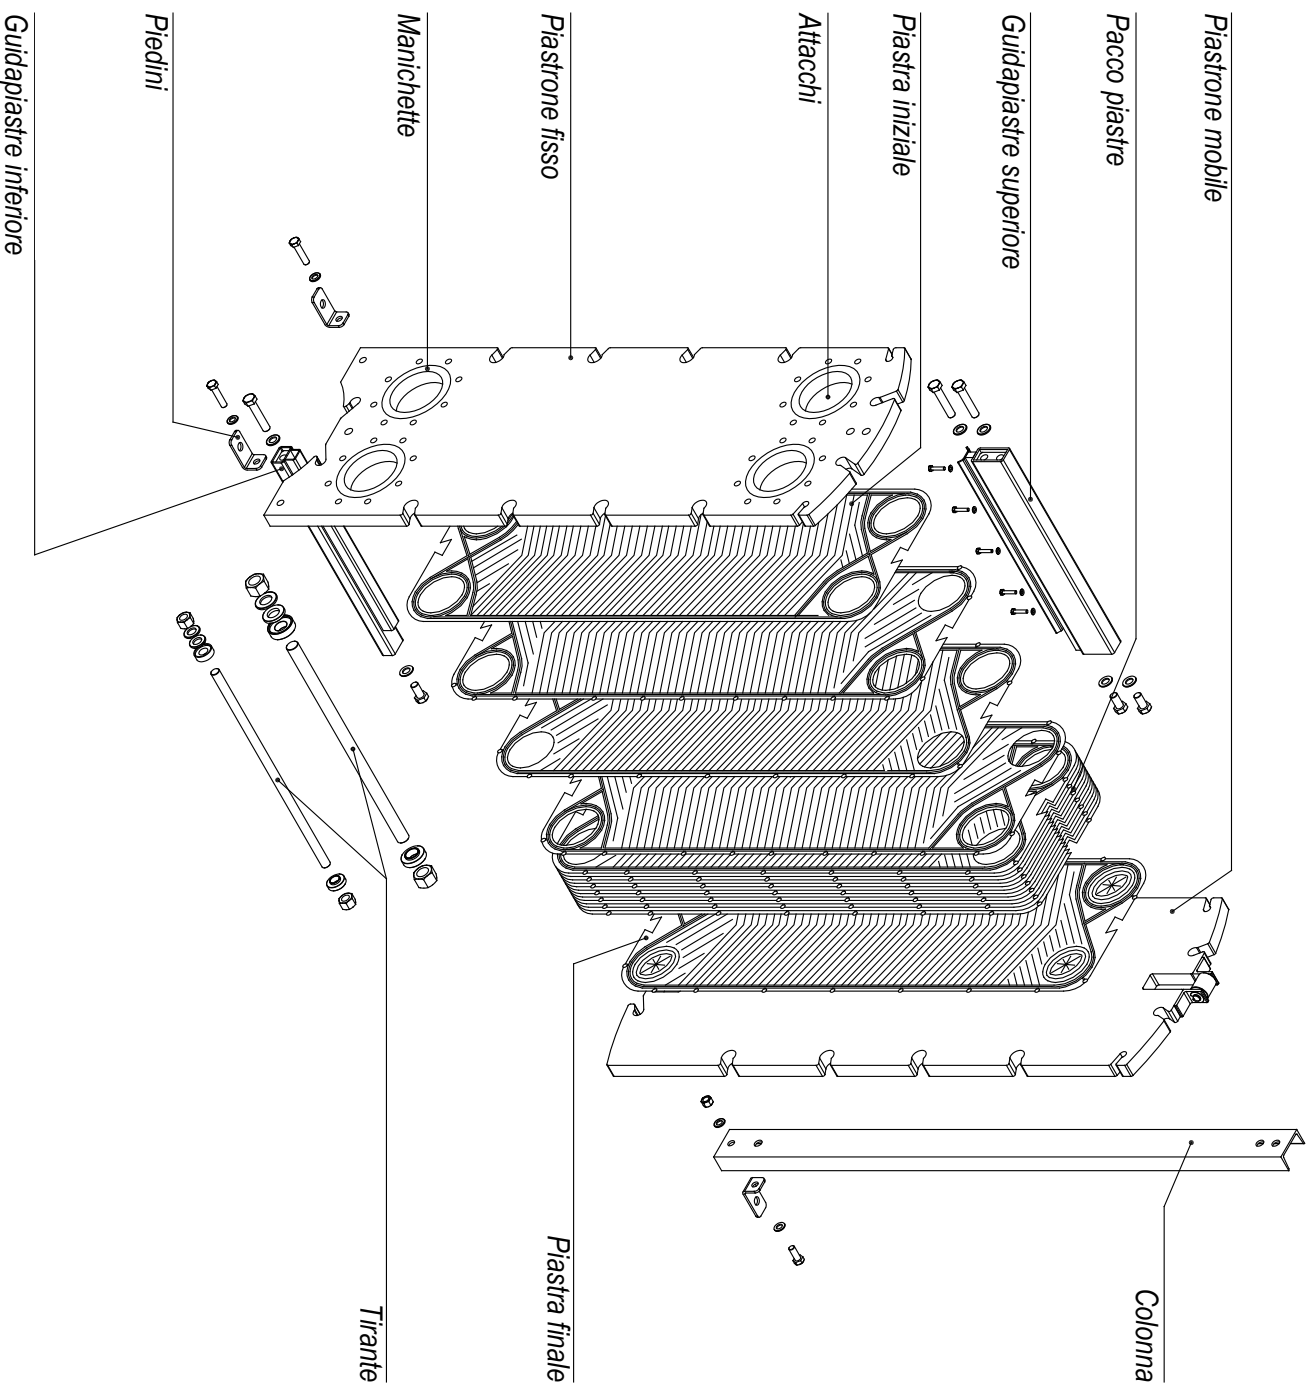 Piastrone mobile
Pacco piastre
Guidapiastre superiore
Piastra iniziale
Attacchi
Piastrone fisso
Manichette
Piedini
Guidapiastre inferiore
Colonna
Piastra finale
Tirante